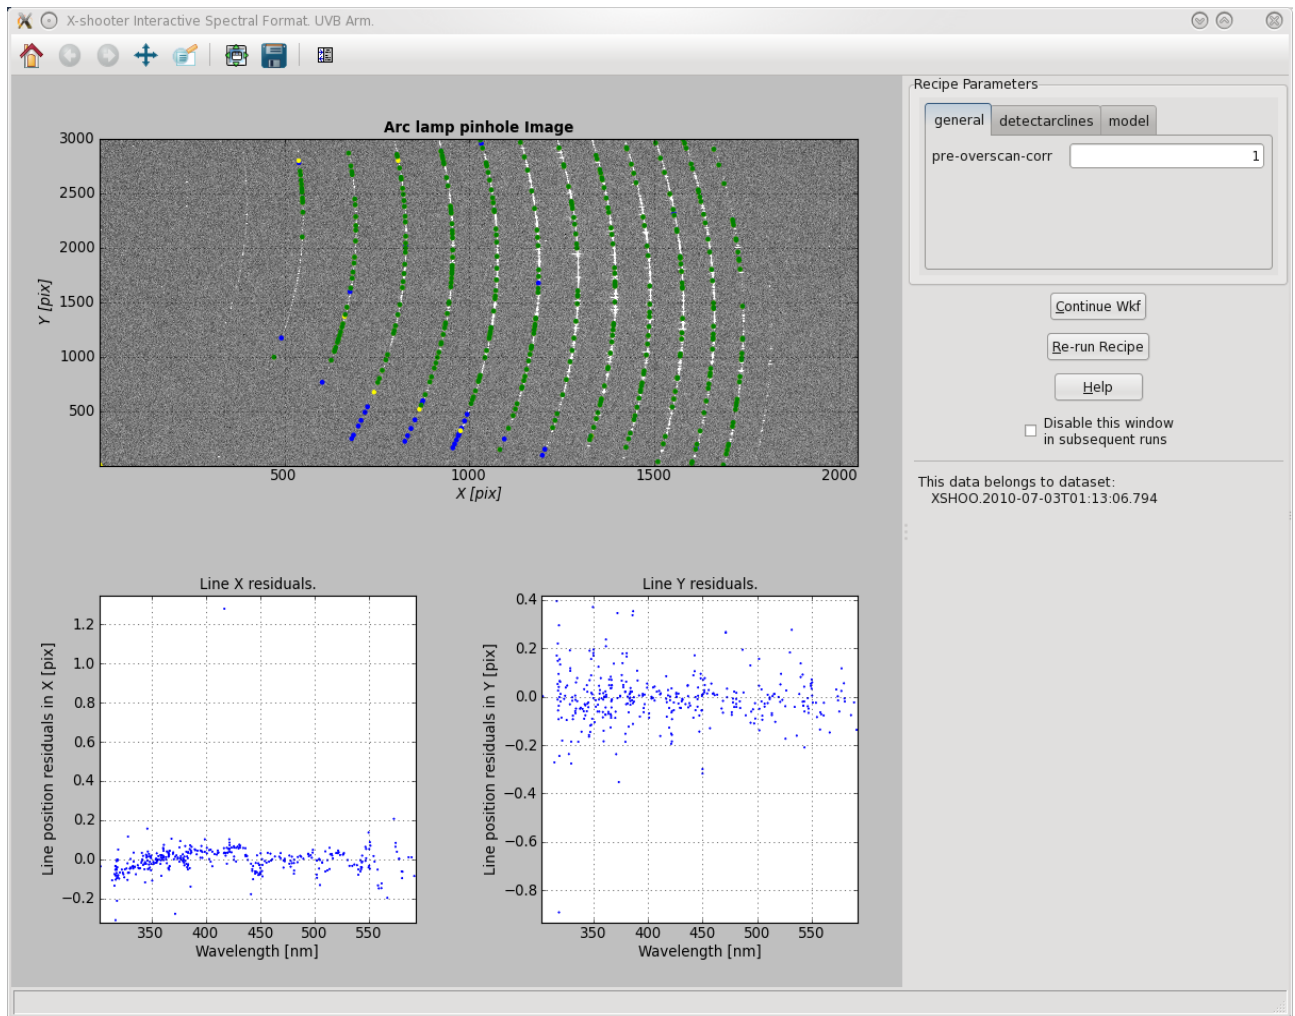 X-shooter Interactive Spectral Format. UVB Arm.
Arc lamp pinhole Image
3000
2500
2000
1500
1000
500
Y [pix]
500
1000
1500
2000
X [pix]
Recipe Parameters
general
detectarclines
model
pre-overscan-corr
1
Continue Wkf
Re-run Recipe
Help
Disable this window
in subsequent runs
This data belongs to dataset:
XSHOO.2010-07-03T01:13:06.794
Line X residuals.
1.2
1.0
0.8
0.6
0.4
0.2
0.0
−0.2
Line position residuals in X [pix]
350
400
450
500
550
Wavelength [nm]
Line Y residuals.
0.4
0.2
0.0
−0.2
−0.4
−0.6
−0.8
Line position residuals in Y [pix]
350
400
450
500
550
Wavelength [nm]